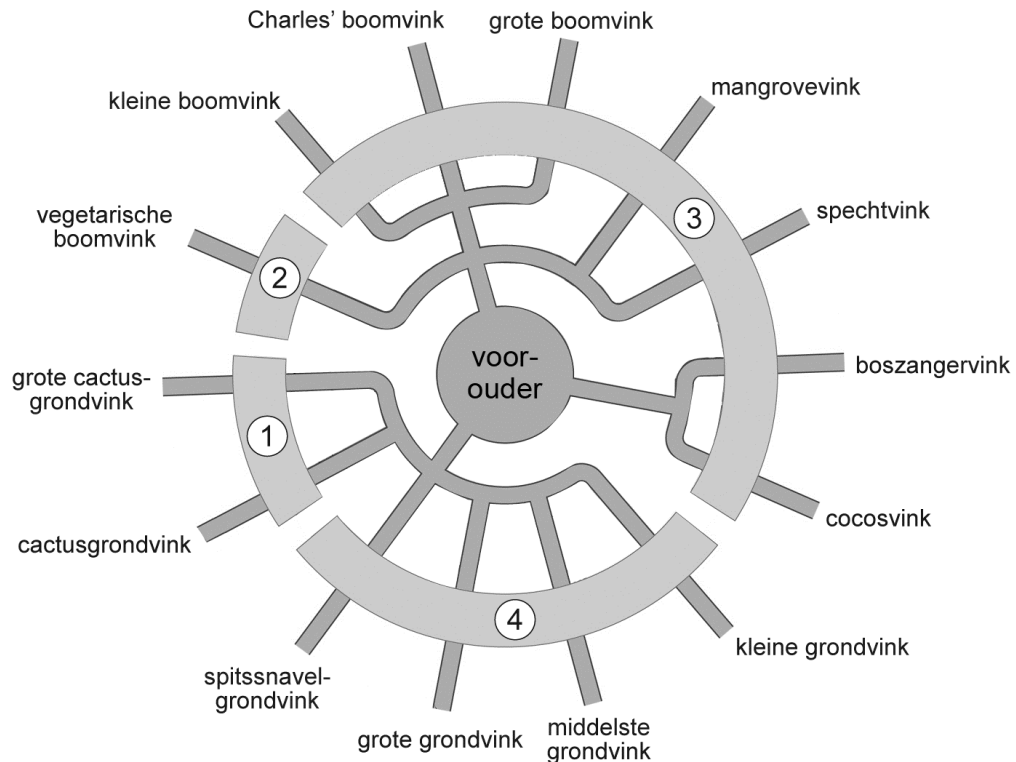 Charles’ boomvink
grote boomvink
kleine boomvink
mangrovevink
vegetarische
boomvink
spechtvink
3
2
voor-
ouder
grote cactus-
grondvink
boszangervink
1
cactusgrondvink
cocosvink
4
kleine grondvink
spitssnavel-
grondvink
grote grondvink
middelste
grondvink